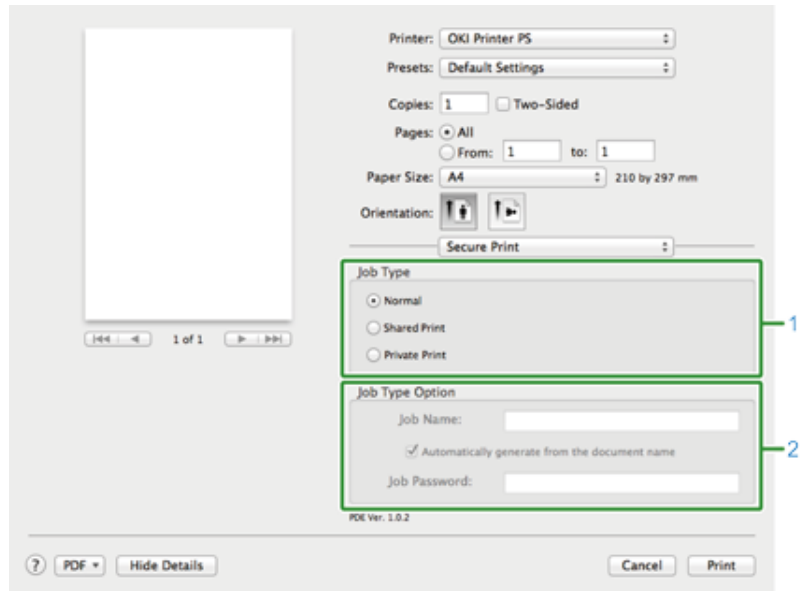 Printer: OKI Printer PS
Presets: Default Settings
Copies: 1 Two-Sided
Pages: All
From: 1 to: 1
Paper Size: A4 210 by 297 mm
Orientation:
Secure Print
Job Type
Normal
Shared Print
Private Print
1
1 of 1
Job Type Option
Job Name:
Automatically generate from the document name
2
Job Password:
PDE Ver. 1.0.2
? PDF Hide Details Cancel Print